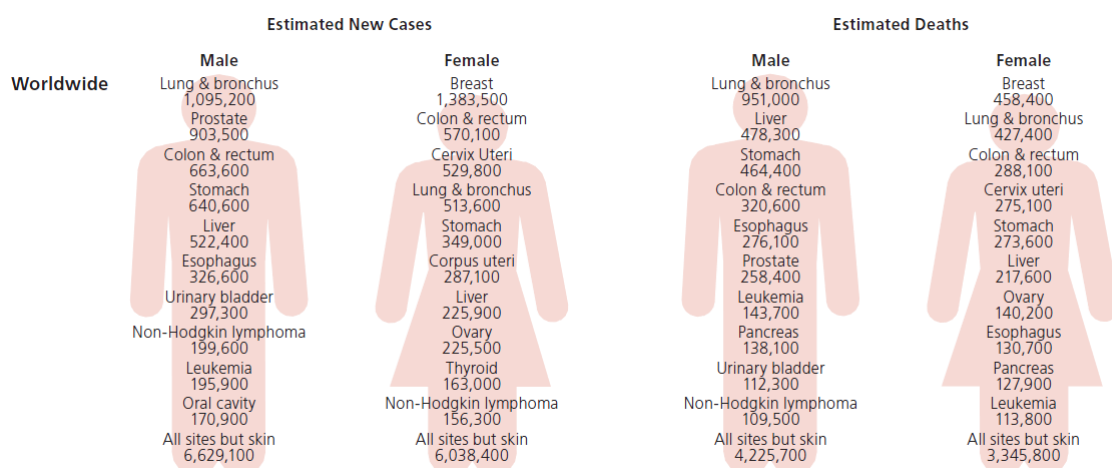 Estimated New Cases
Estimated Deaths
Male
Female
Male
Female
Worldwide
Lung & bronchus
1,095,200
Prostate
903,500
Colon & rectum
663,600
Stomach
640,600
Liver
522,400
Esophagus
326,600
Urinary bladder
297,300
Non-Hodgkin lymphoma
199,600
Leukemia
195,900
Oral cavity
170,900
All sites but skin
6,629,100
Breast
1,383,500
Colon & rectum
570,100
Cervix Uteri
529,800
Lung & bronchus
513,600
Stomach
349,000
Corpus uteri
287,100
Liver
225,900
Ovary
225,500
Thyroid
163,000
Non-Hodgkin lymphoma
156,300
All sites but skin
6,038,400
Lung & bronchus
951,000
Liver
478,300
Stomach
464,400
Colon & rectum
320,600
Esophagus
276,100
Prostate
258,400
Leukemia
143,700
Pancreas
138,100
Urinary bladder
112,300
Non-Hodgkin lymphoma
109,500
All sites but skin
4,225,700
Breast
458,400
Lung & bronchus
427,400
Colon & rectum
288,100
Cervix uteri
275,100
Stomach
273,600
Liver
217,600
Ovary
140,200
Esophagus
130,700
Pancreas
127,900
Leukemia
113,800
All sites but skin
3,345,800